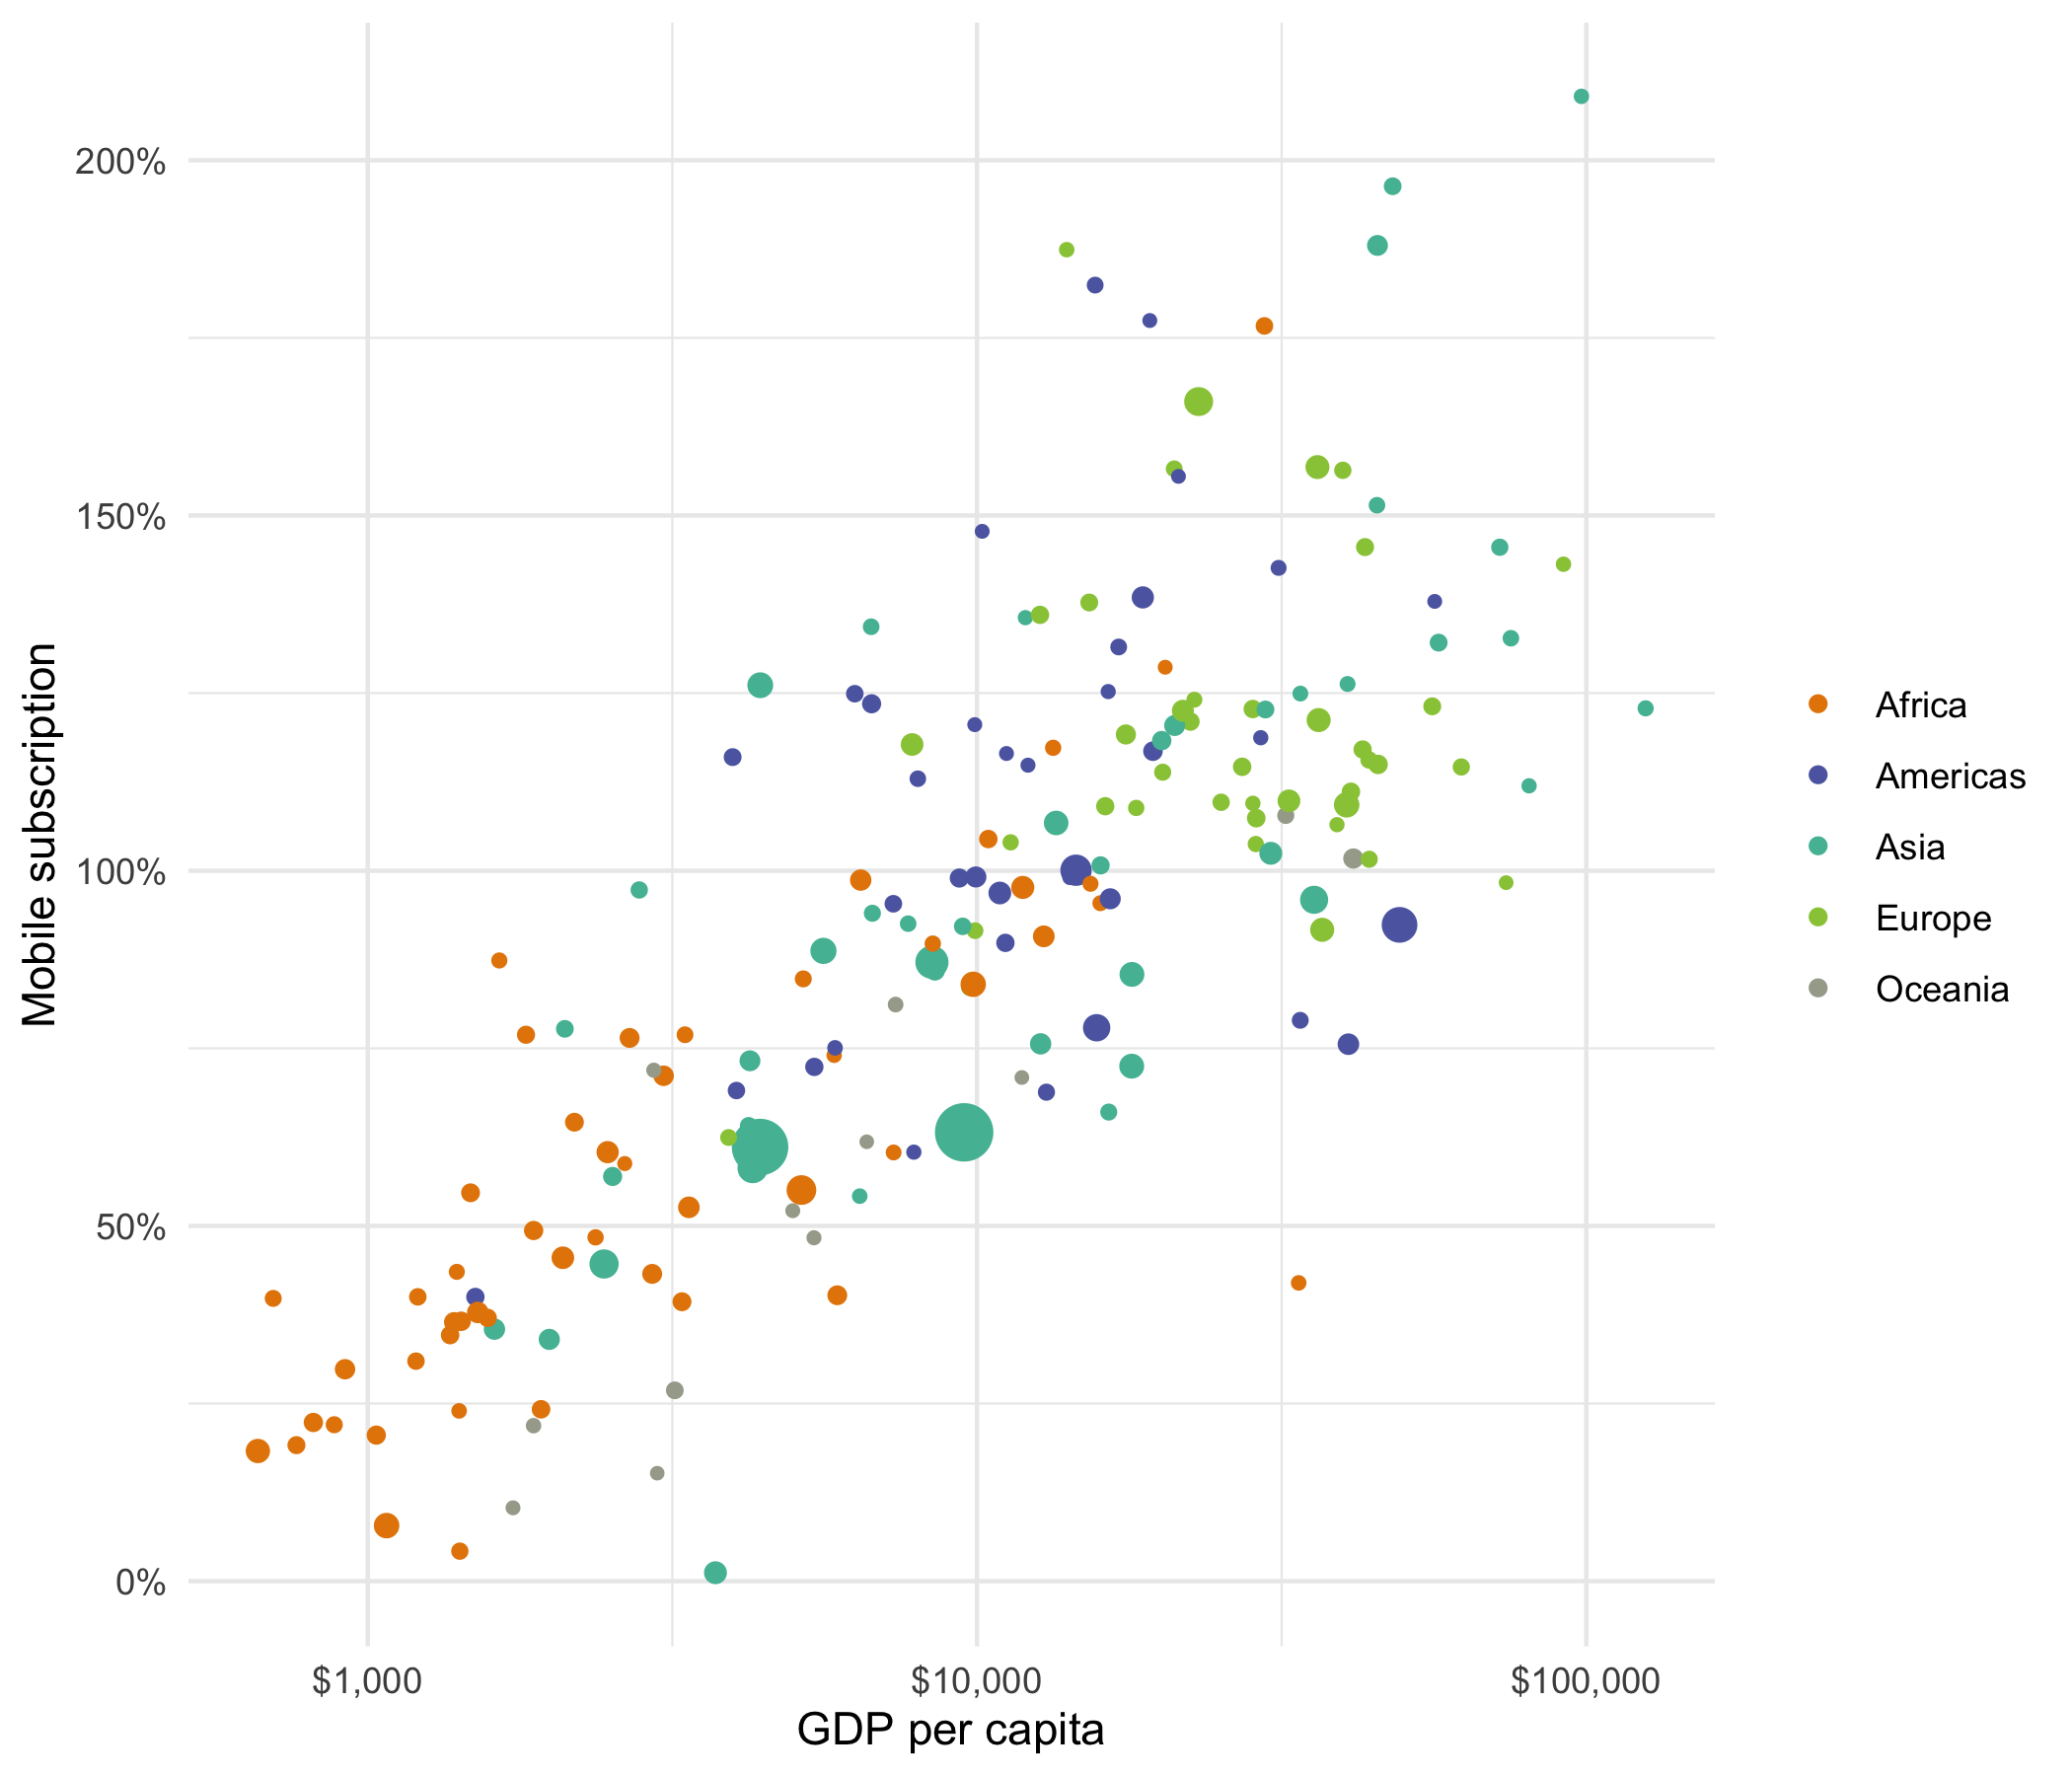 Mobile subscription
200%
150%
100%
50%
0%
$1,000
$10,000
$100,000
GDP per capita
Africa
Americas
Asia
Europe
Oceania